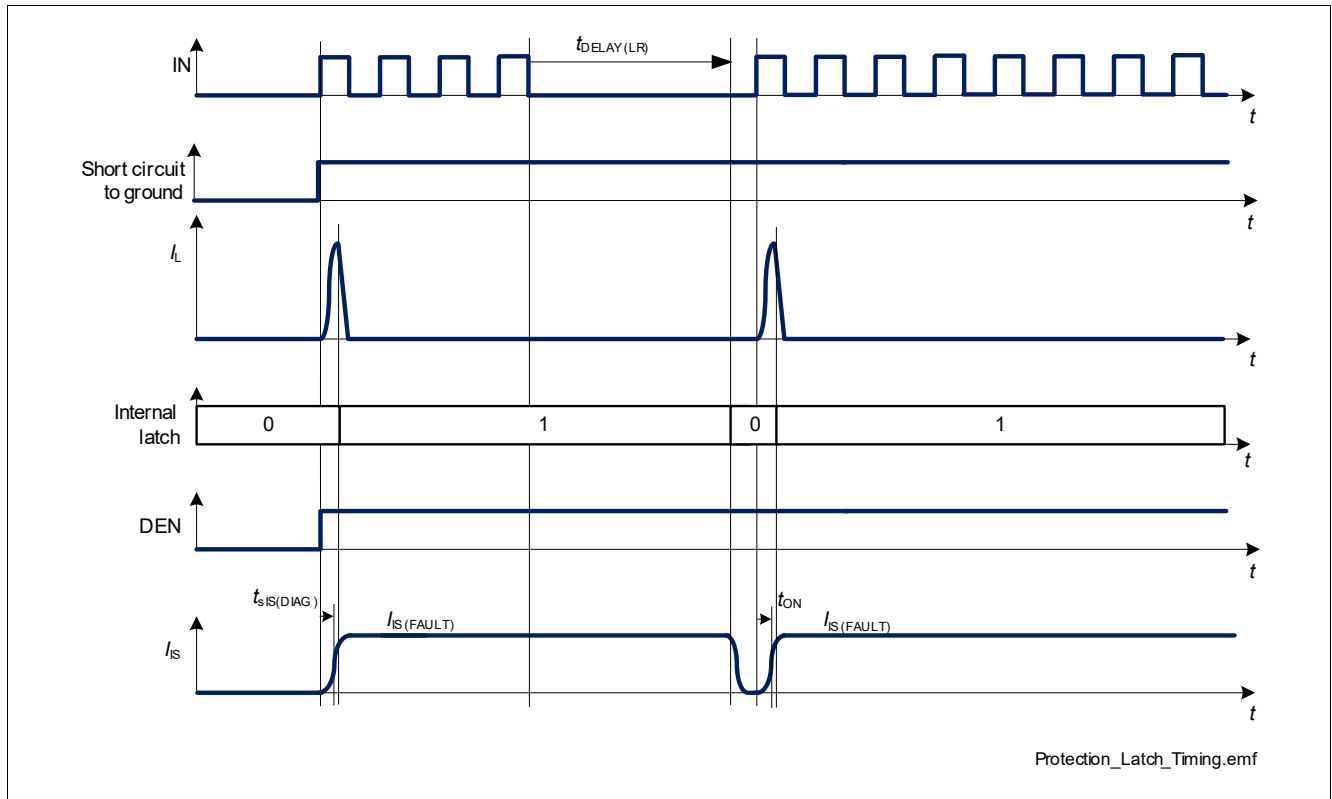 IN
tDELAY(LR)
t
Short circuit
to ground
t
IL
t
Internal
latch
0
1
0
1
t
DEN
t
tsIS(DIAG)
IIS(FAULT)
tON
IIS(FAULT)
IIS
t
Protection_Latch_Timing.emf